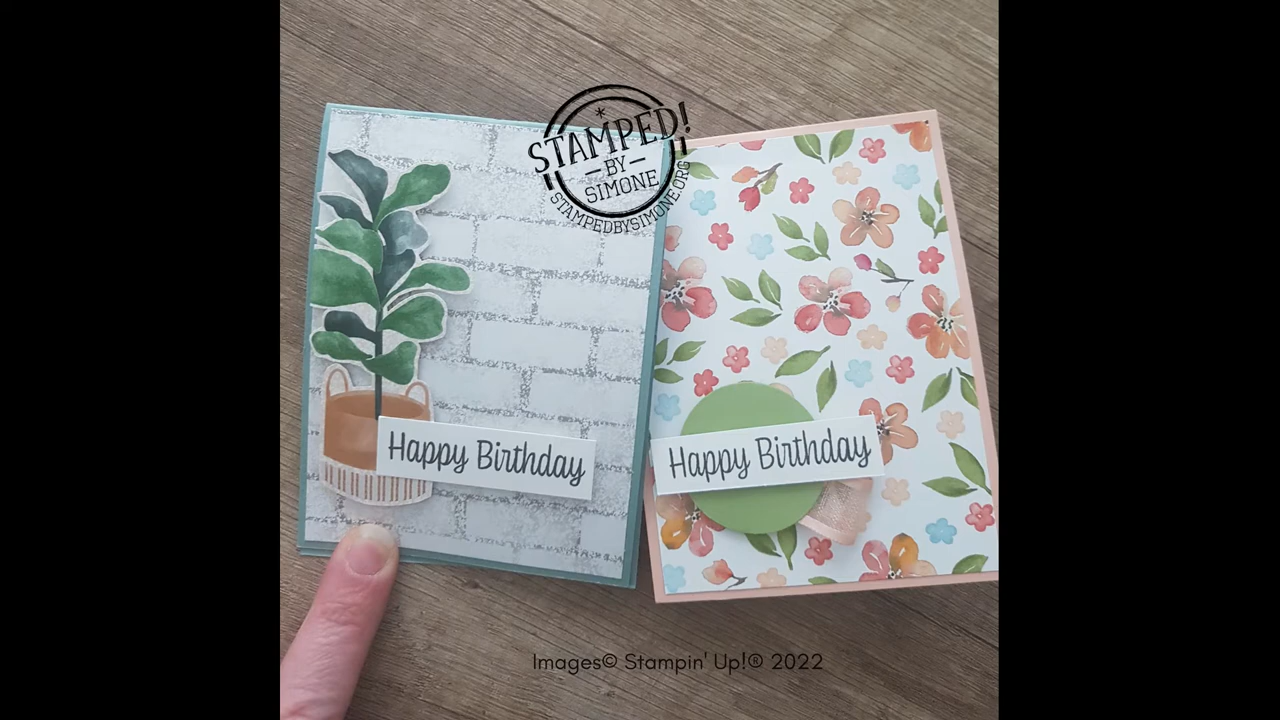 STAMPED!
BY
SIMONE
STAMPEDBYSIMONE.ORG
Happy Birthday
Happy Birthday
Images© Stampin' Up!® 2022